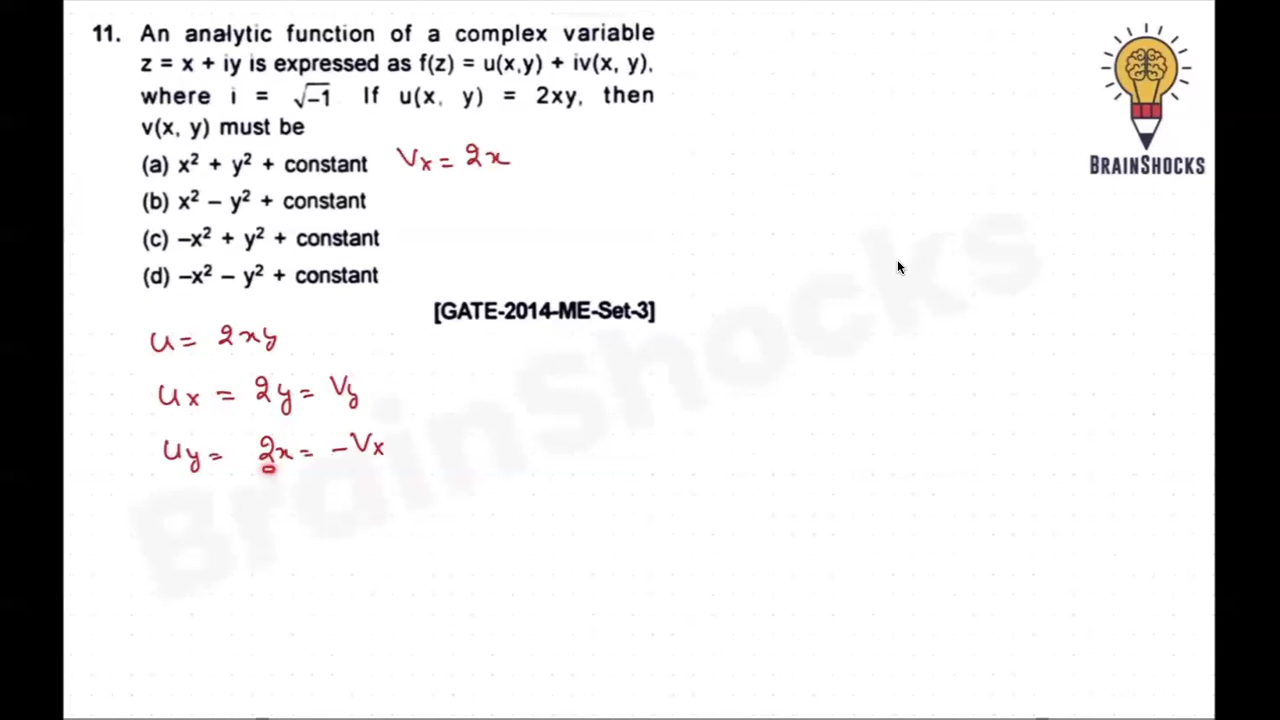 11. An analytic function of a complex variable
z = x + iy is expressed as f(z) = u(x,y) + iv(x, y),
where i = √-1 If u(x, y) = 2xy, then
v(x, y) must be
(a) x² + y² + constant Vx = 2x
(b) x² – y² + constant
(c) –x² + y² + constant
(d) –x² – y² + constant
[GATE-2014-ME-Set-3]
u = 2xy
ux = 2y = Vy
uy = 2x = -Vx
BRAINSHOCKS
BrainShocks